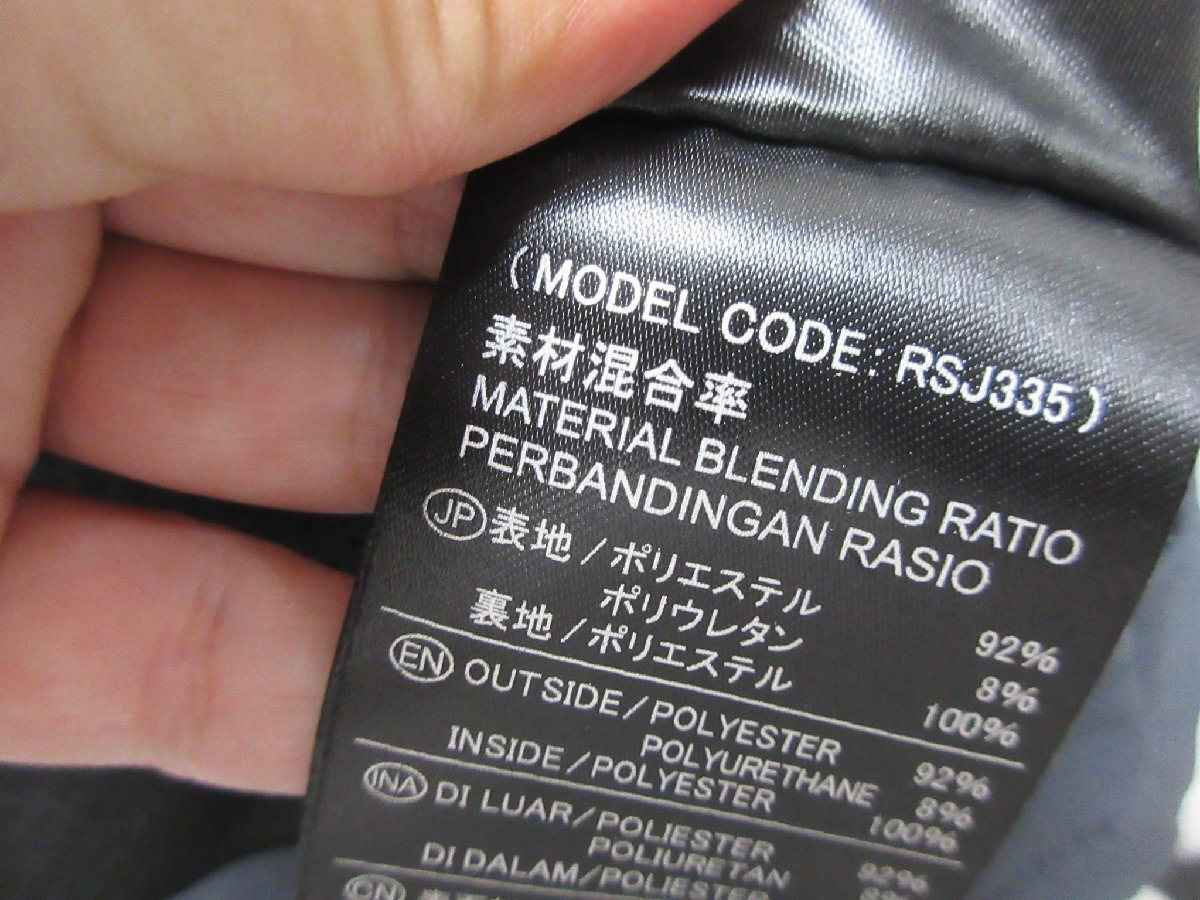 (MODEL CODE: RSJ335)
素材混合率
MATERIAL BLENDING RATIO
PERBANDINGAN RASIO
JP 表地/ポリエステル 92%
ポリウレタン 8%
裏地/ポリエステル 100%
EN OUTSIDE/POLYESTER 92%
POLYURETHANE 8%
INSIDE/POLYESTER 100%
INA DI LUAR/POLIESTER 92%
POLIURETAN 8%
DI DALAM/POLIESTER
CN